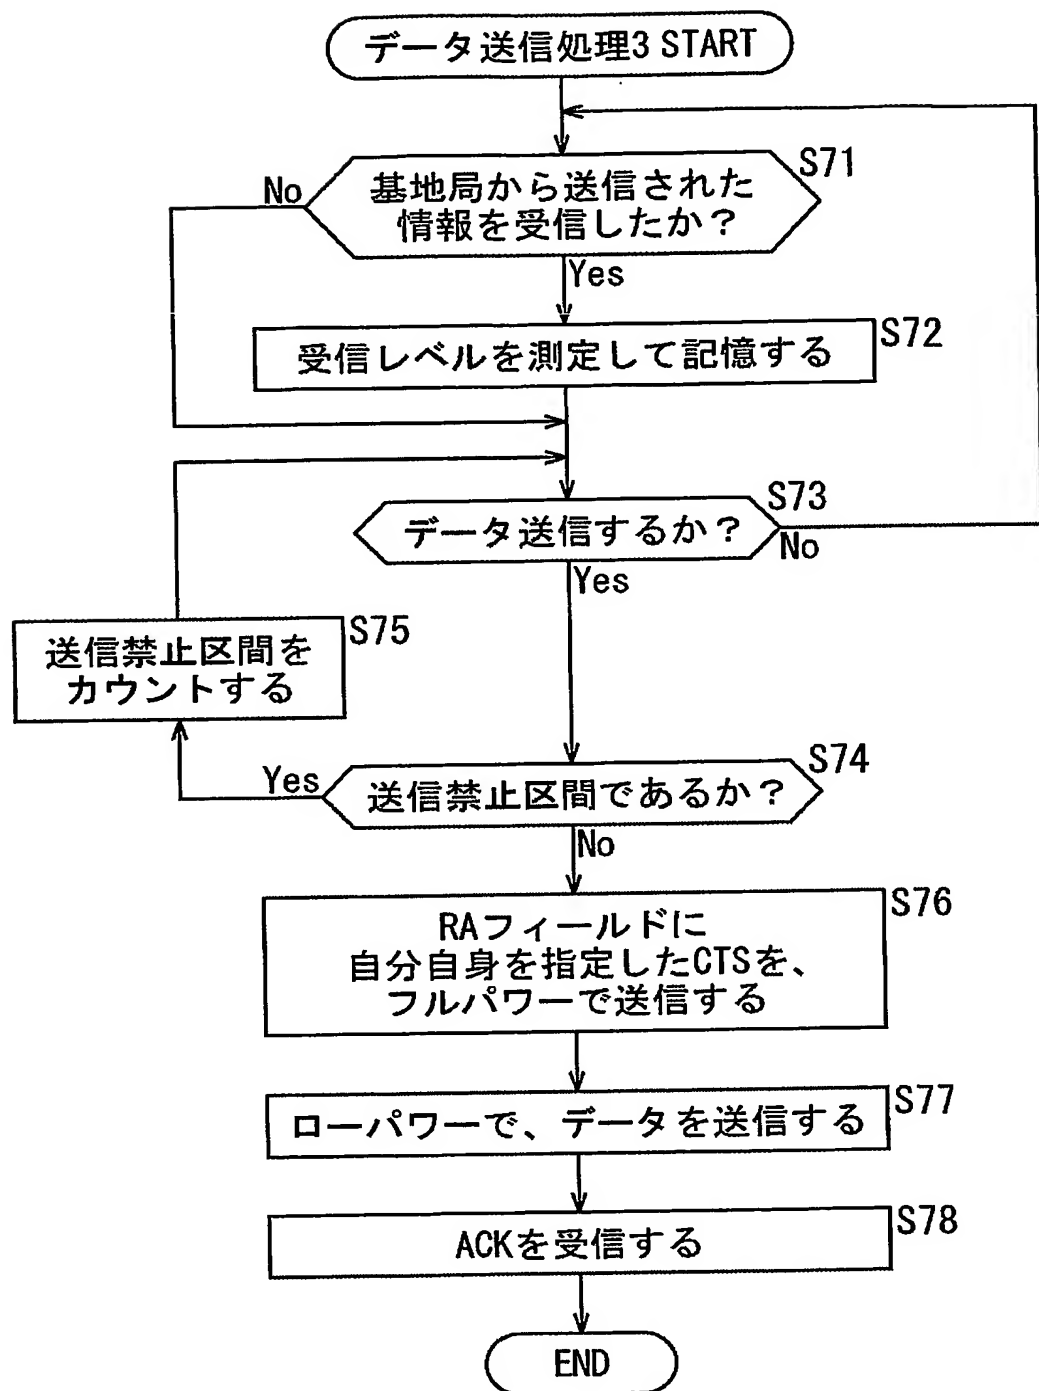 データ送信処理3 START
S71
基地局から送信された
情報を受信したか？
No
Yes
S72
受信レベルを測定して記憶する
S73
データ送信するか？
No
Yes
S75
送信禁止区間を
カウントする
S74
送信禁止区間であるか？
Yes
No
S76
RAフィールドに
自分自身を指定したCTSを、
フルパワーで送信する
S77
ローパワーで、データを送信する
S78
ACKを受信する
END